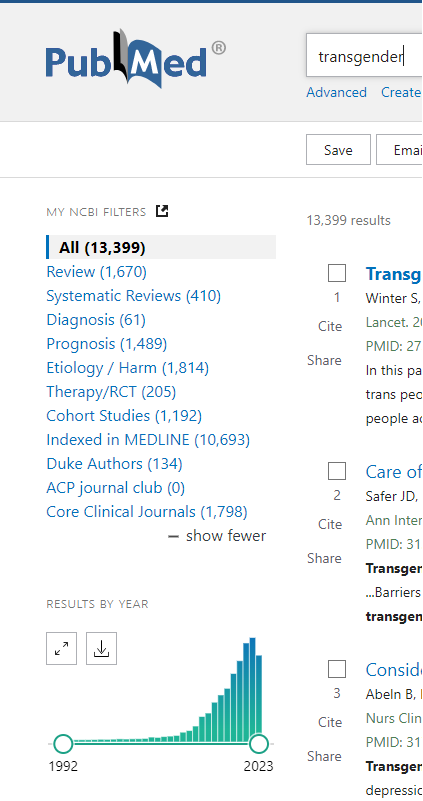 PubMed®
transgender
Advanced Create
Save Emai
MY NCBI FILTERS
All (13,399)
Review (1,670)
Systematic Reviews (410)
Diagnosis (61)
Prognosis (1,489)
Etiology / Harm (1,814)
Therapy/RCT (205)
Cohort Studies (1,192)
Indexed in MEDLINE (10,693)
Duke Authors (134)
ACP journal club (0)
Core Clinical Journals (1,798)
— show fewer
RESULTS BY YEAR
1992 2023
13,399 results
Transg
1 Winter S,
Cite Lancet. 20
Share PMID: 27
In this pa
trans peo
people ac
Care of
2 Safer JD,
Cite Ann Inter
Share PMID: 31
Transgen
...Barriers
transgen
Conside
3 Abeln B,
Cite Nurs Clin
Share PMID: 31
Transgen
depressio